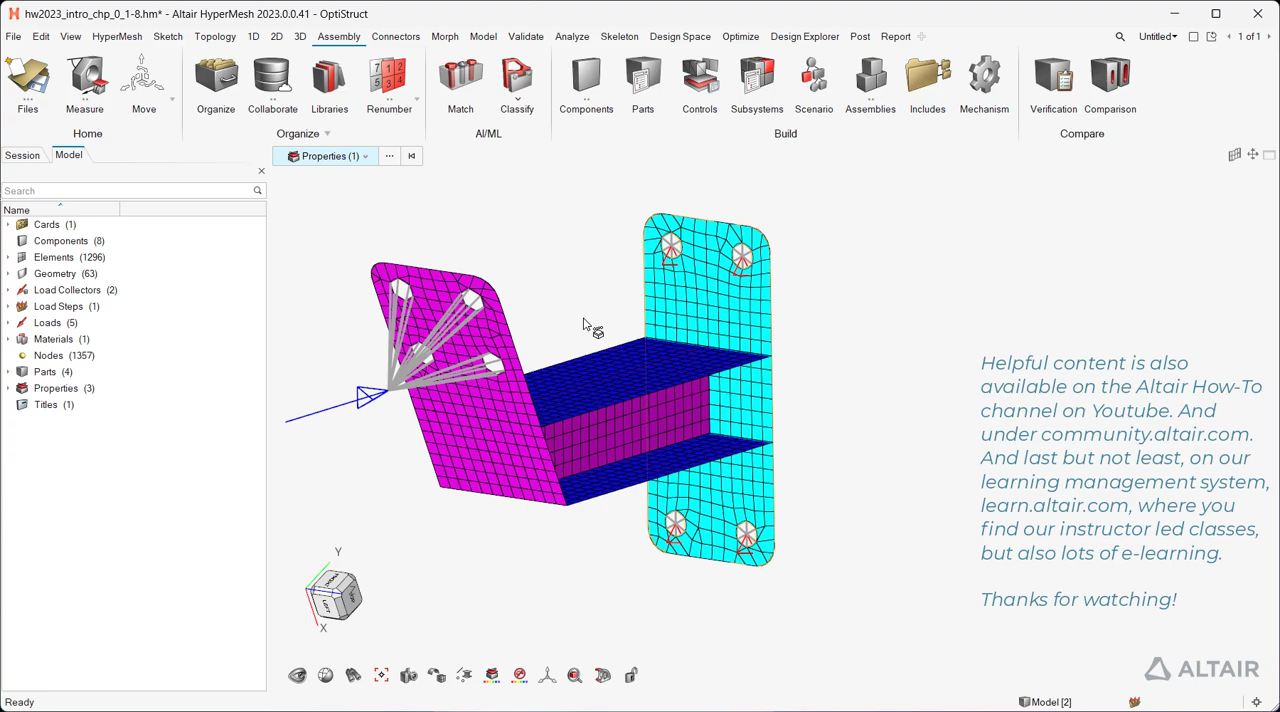 hw2023_intro_chp_0_1-8.hm* - Altair HyperMesh 2023.0.0.41 - OptiStruct
File Edit View HyperMesh Sketch Topology 1D 2D 3D Assembly Connectors Morph Model Validate Analyze Skeleton Design Space Optimize Design Explorer Post Report Untitled 1 of 1
Files Measure Move Organize Collaborate Libraries Renumber Match Classify Components Parts Controls Subsystems Scenario Assemblies Includes Mechanism Verification Comparison
Home Organize AI/ML Build Compare
Session Model Properties (1)
Search
Name
Cards (1)
Components (8)
Elements (1296)
Geometry (63)
Load Collectors (2)
Load Steps (1)
Loads (5)
Materials (1)
Nodes (1357)
Parts (4)
Properties (3)
Titles (1)
Helpful content is also
available on the Altair How-To
channel on Youtube. And
under community.altair.com.
And last but not least, on our
learning management system,
learn.altair.com, where you
find our instructor led classes,
but also lots of e-learning.
Thanks for watching!
Y
LEFT
X
ALTAIR
Ready Model [2]